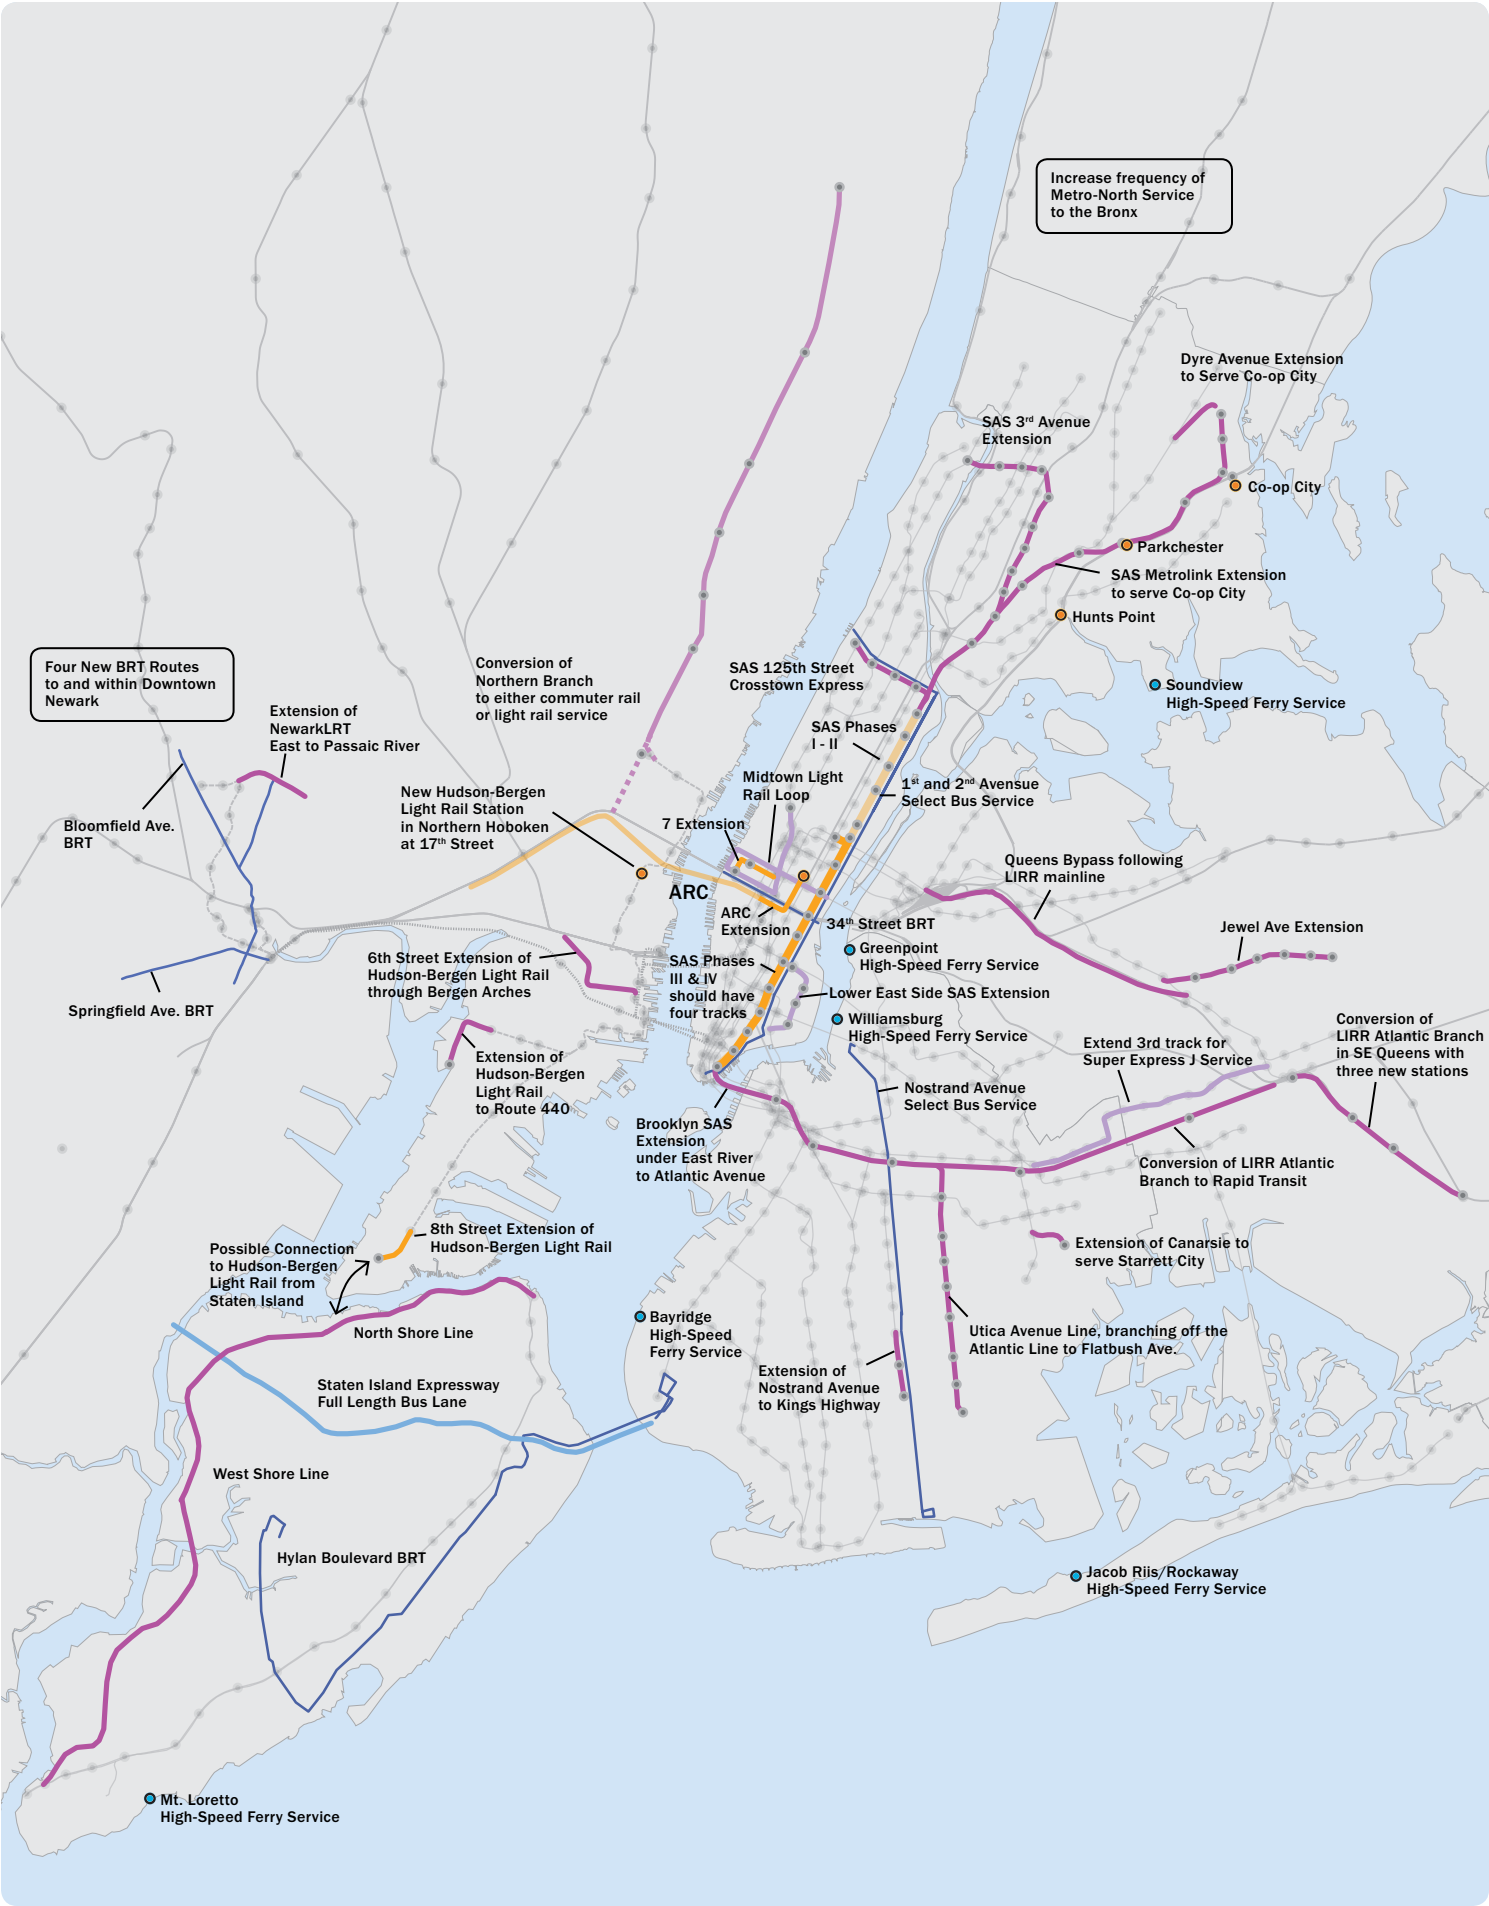 Increase frequency of
Metro-North Service
to the Bronx
Dyre Avenue Extension
to Serve Co-op City
SAS 3rd Avenue
Extension
Co-op City
Parkchester
SAS Metrolink Extension
to serve Co-op City
Hunts Point
Four New BRT Routes
to and within Downtown
Newark
Conversion of
Northern Branch
to either commuter rail
or light rail service
SAS 125th Street
Crosstown Express
Soundview
High-Speed Ferry Service
Extension of
NewarkLRT
East to Passaic River
SAS Phases
I - II
Midtown Light
Rail Loop
1st and 2nd Avensue
Select Bus Service
New Hudson-Bergen
Light Rail Station
in Northern Hoboken
at 17th Street
7 Extension
Bloomfield Ave.
BRT
Queens Bypass following
LIRR mainline
ARC
ARC
Extension
34th Street BRT
Jewel Ave Extension
Greenpoint
High-Speed Ferry Service
6th Street Extension of
Hudson-Bergen Light Rail
through Bergen Arches
SAS Phases
III & IV
should have
four tracks
Lower East Side SAS Extension
Springfield Ave. BRT
Williamsburg
High-Speed Ferry Service
Conversion of
LIRR Atlantic Branch
in SE Queens with
three new stations
Extend 3rd track for
Super Express J Service
Extension of
Hudson-Bergen
Light Rail
to Route 440
Nostrand Avenue
Select Bus Service
Brooklyn SAS
Extension
under East River
to Atlantic Avenue
Conversion of LIRR Atlantic
Branch to Rapid Transit
8th Street Extension of
Hudson-Bergen Light Rail
Possible Connection
to Hudson-Bergen
Light Rail from
Staten Island
Extension of Canarsie to
serve Starrett City
North Shore Line
Bayridge
High-Speed
Ferry Service
Utica Avenue Line, branching off the
Atlantic Line to Flatbush Ave.
Extension of
Nostrand Avenue
to Kings Highway
Staten Island Expressway
Full Length Bus Lane
West Shore Line
Hylan Boulevard BRT
Jacob Riis/Rockaway
High-Speed Ferry Service
Mt. Loretto
High-Speed Ferry Service